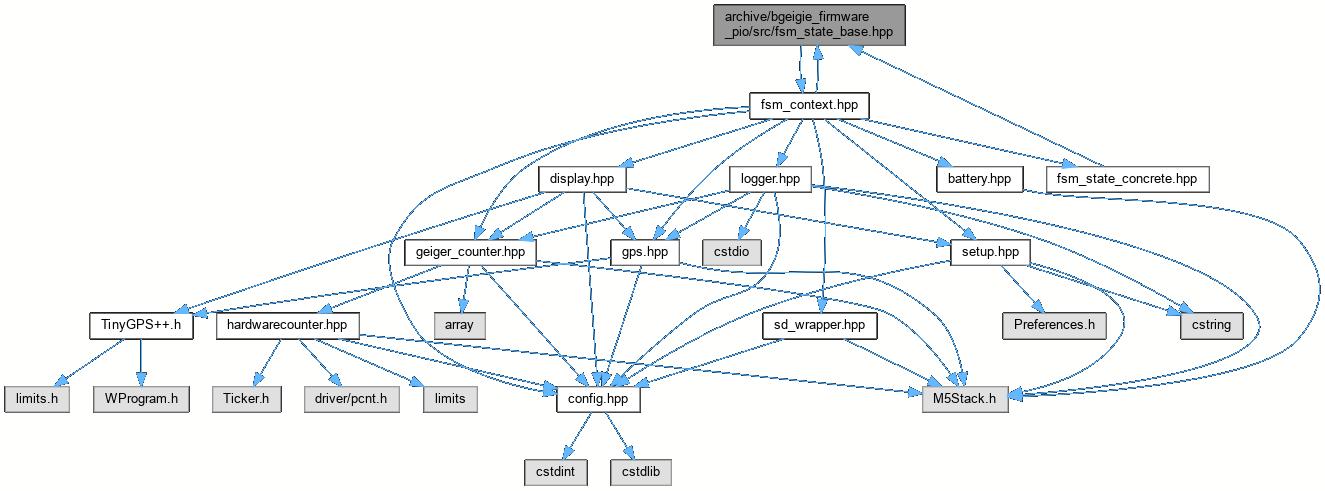 archive/bgeigie_firmware
_pio/src/fsm_state_base.hpp
fsm_context.hpp
display.hpp
logger.hpp
battery.hpp
fsm_state_concrete.hpp
geiger_counter.hpp
gps.hpp
cstdio
setup.hpp
TinyGPS++.h
hardwarecounter.hpp
array
sd_wrapper.hpp
Preferences.h
cstring
limits.h
WProgram.h
Ticker.h
driver/pcnt.h
limits
config.hpp
M5Stack.h
cstdint
cstdlib